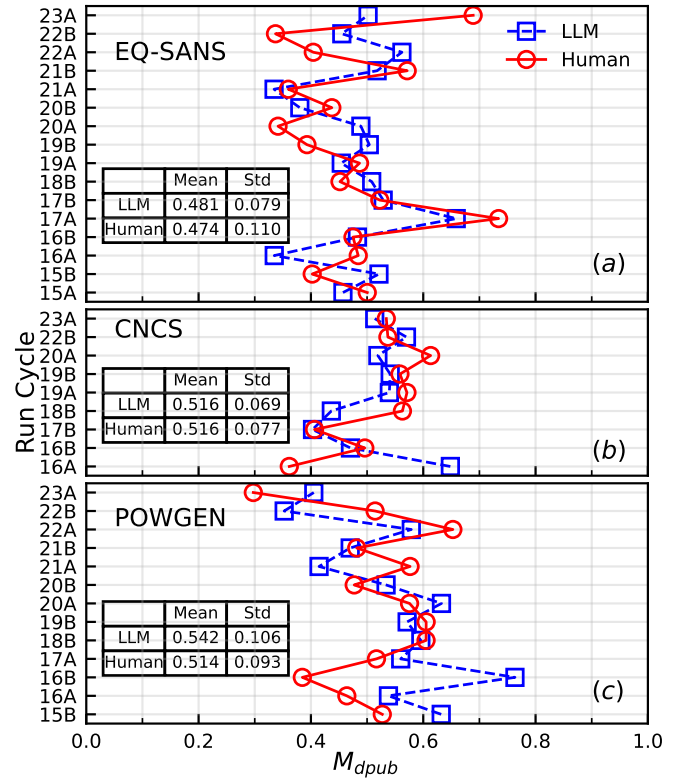 23A
22B
22A
21B
21A
20B
20A
19B
19A
18B
17B
17A
16B
16A
15B
15A
EQ-SANS
LLM
Human
Mean Std
LLM 0.481 0.079
Human 0.474 0.110
(a)
Run Cycle
23A
22B
20A
19B
19A
18B
17B
16B
16A
CNCS
Mean Std
LLM 0.516 0.069
Human 0.516 0.077
(b)
23A
22B
22A
21B
21A
20B
20A
19B
18B
17A
16B
16A
15B
POWGEN
Mean Std
LLM 0.542 0.106
Human 0.514 0.093
(c)
0.0 0.2 0.4 0.6 0.8 1.0
M_dpub